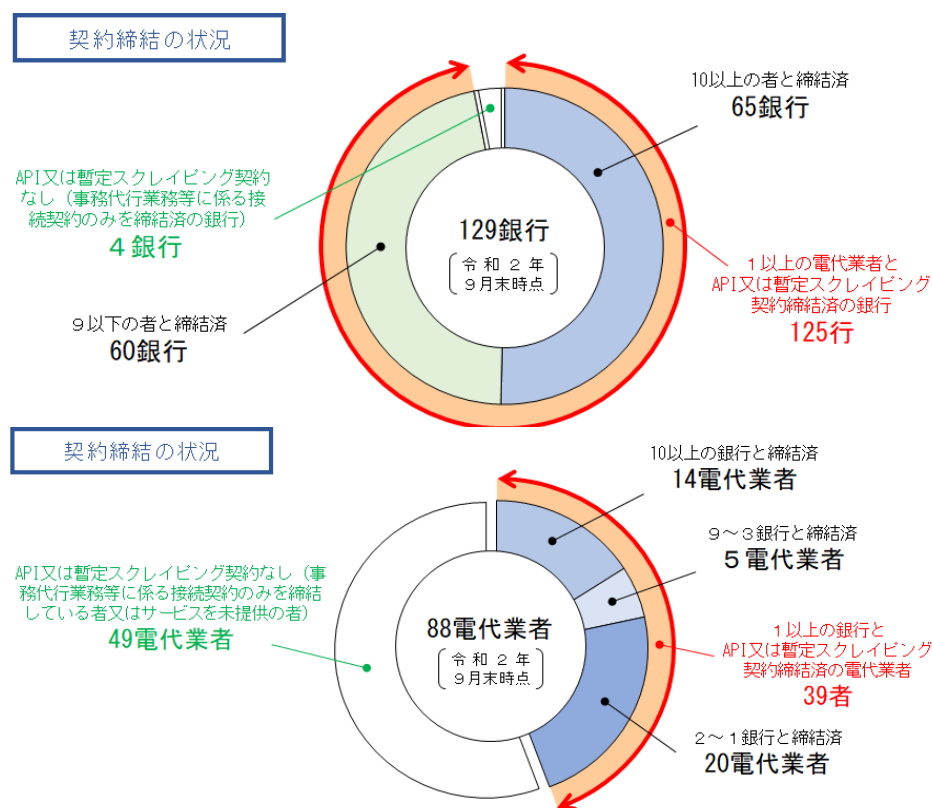 契約締結の状況
10以上の者と締結済
65銀行
API又は暫定スクレイピング契約
なし（事務代行業務等に係る接
続契約のみを締結済の銀行）
４銀行
129銀行
令和２年
９月末時点
１以上の電代業者と
API又は暫定スクレイピング
契約締結済の銀行
125行
９以下の者と締結済
60銀行
契約締結の状況
10以上の銀行と締結済
14電代業者
９～３銀行と締結済
５電代業者
API又は暫定スクレイピング契約なし（事
務代行業務等に係る接続契約のみを締結
している者又はサービスを未提供の者）
49電代業者
88電代業者
令和２年
９月末時点
１以上の銀行と
API又は暫定スクレイピング
契約締結済の電代業者
39者
２～１銀行と締結済
20電代業者